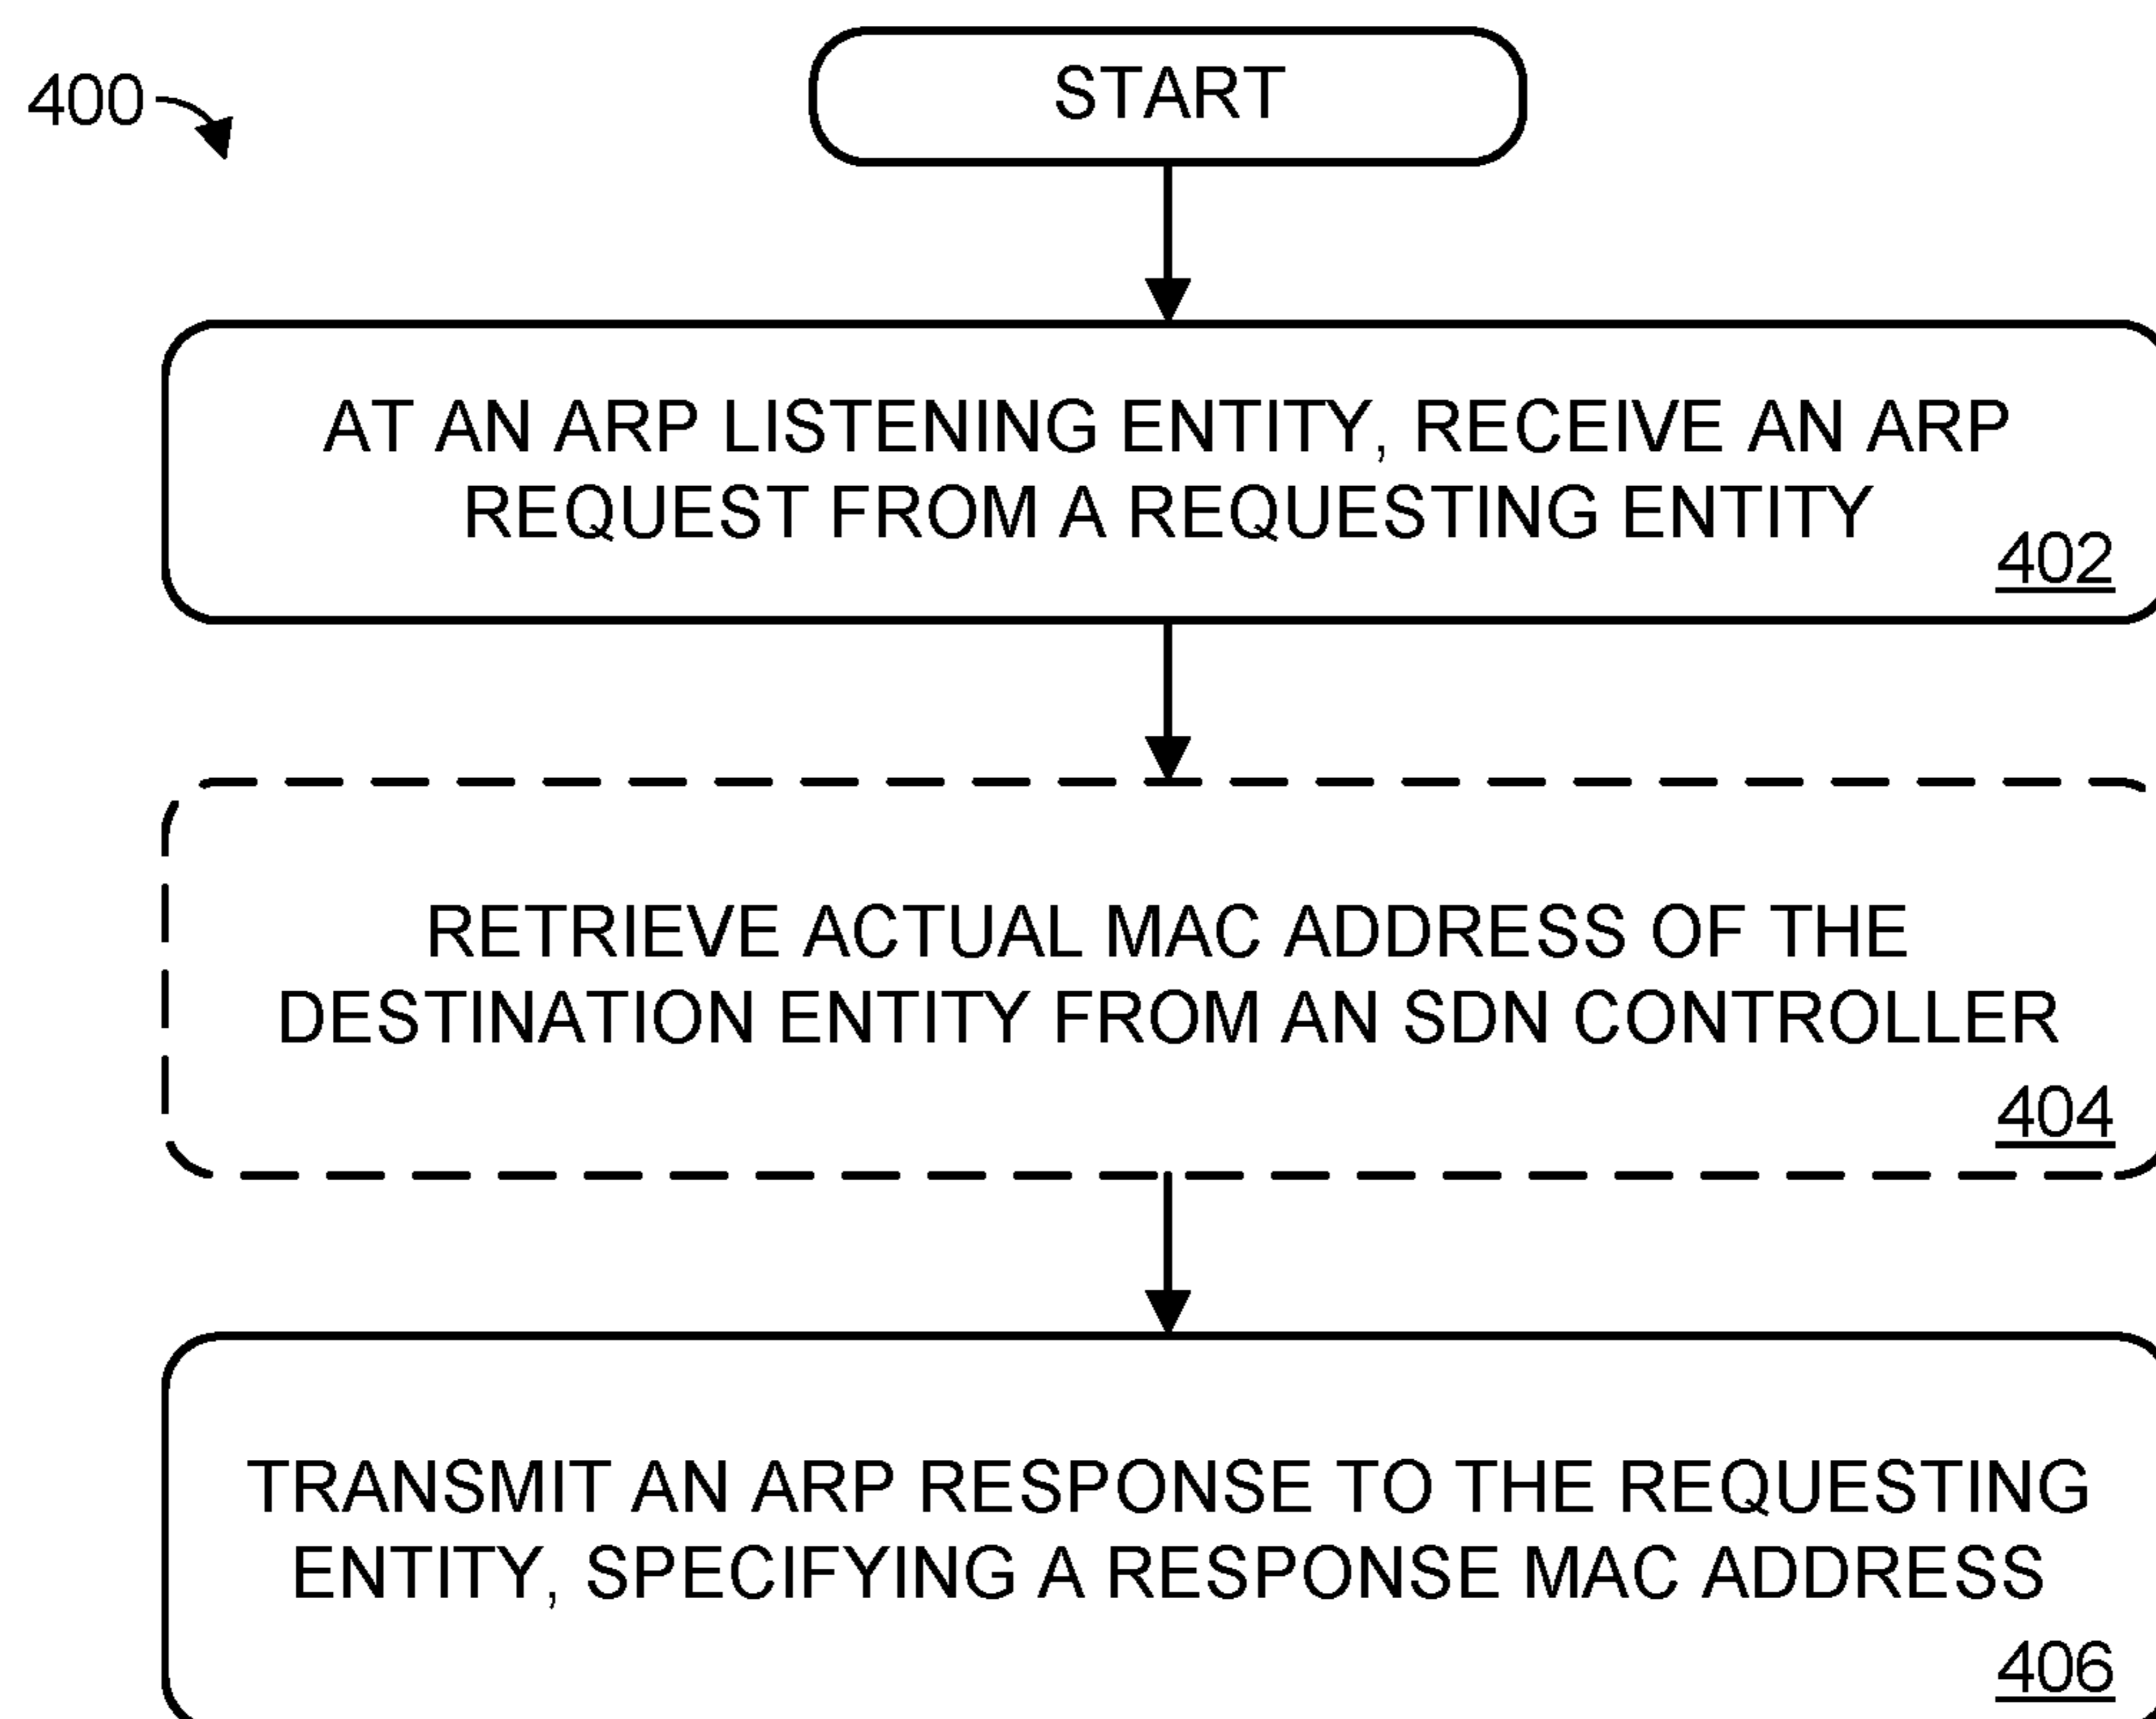 400
START
AT AN ARP LISTENING ENTITY, RECEIVE AN ARP
REQUEST FROM A REQUESTING ENTITY
402
RETRIEVE ACTUAL MAC ADDRESS OF THE
DESTINATION ENTITY FROM AN SDN CONTROLLER
404
TRANSMIT AN ARP RESPONSE TO THE REQUESTING
ENTITY, SPECIFYING A RESPONSE MAC ADDRESS
406